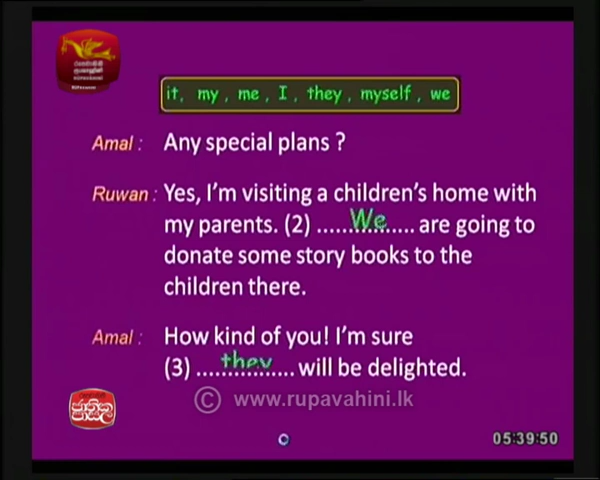 it, my , me , I , they , myself , we
Amal : Any special plans ?
Ruwan : Yes, I'm visiting a children's home with
my parents. (2) ......We......... are going to
donate some story books to the
children there.
Amal : How kind of you! I'm sure
(3) ......they......... will be delighted.
© www.rupavahini.lk
ජාතික
පාසල
05:39:50